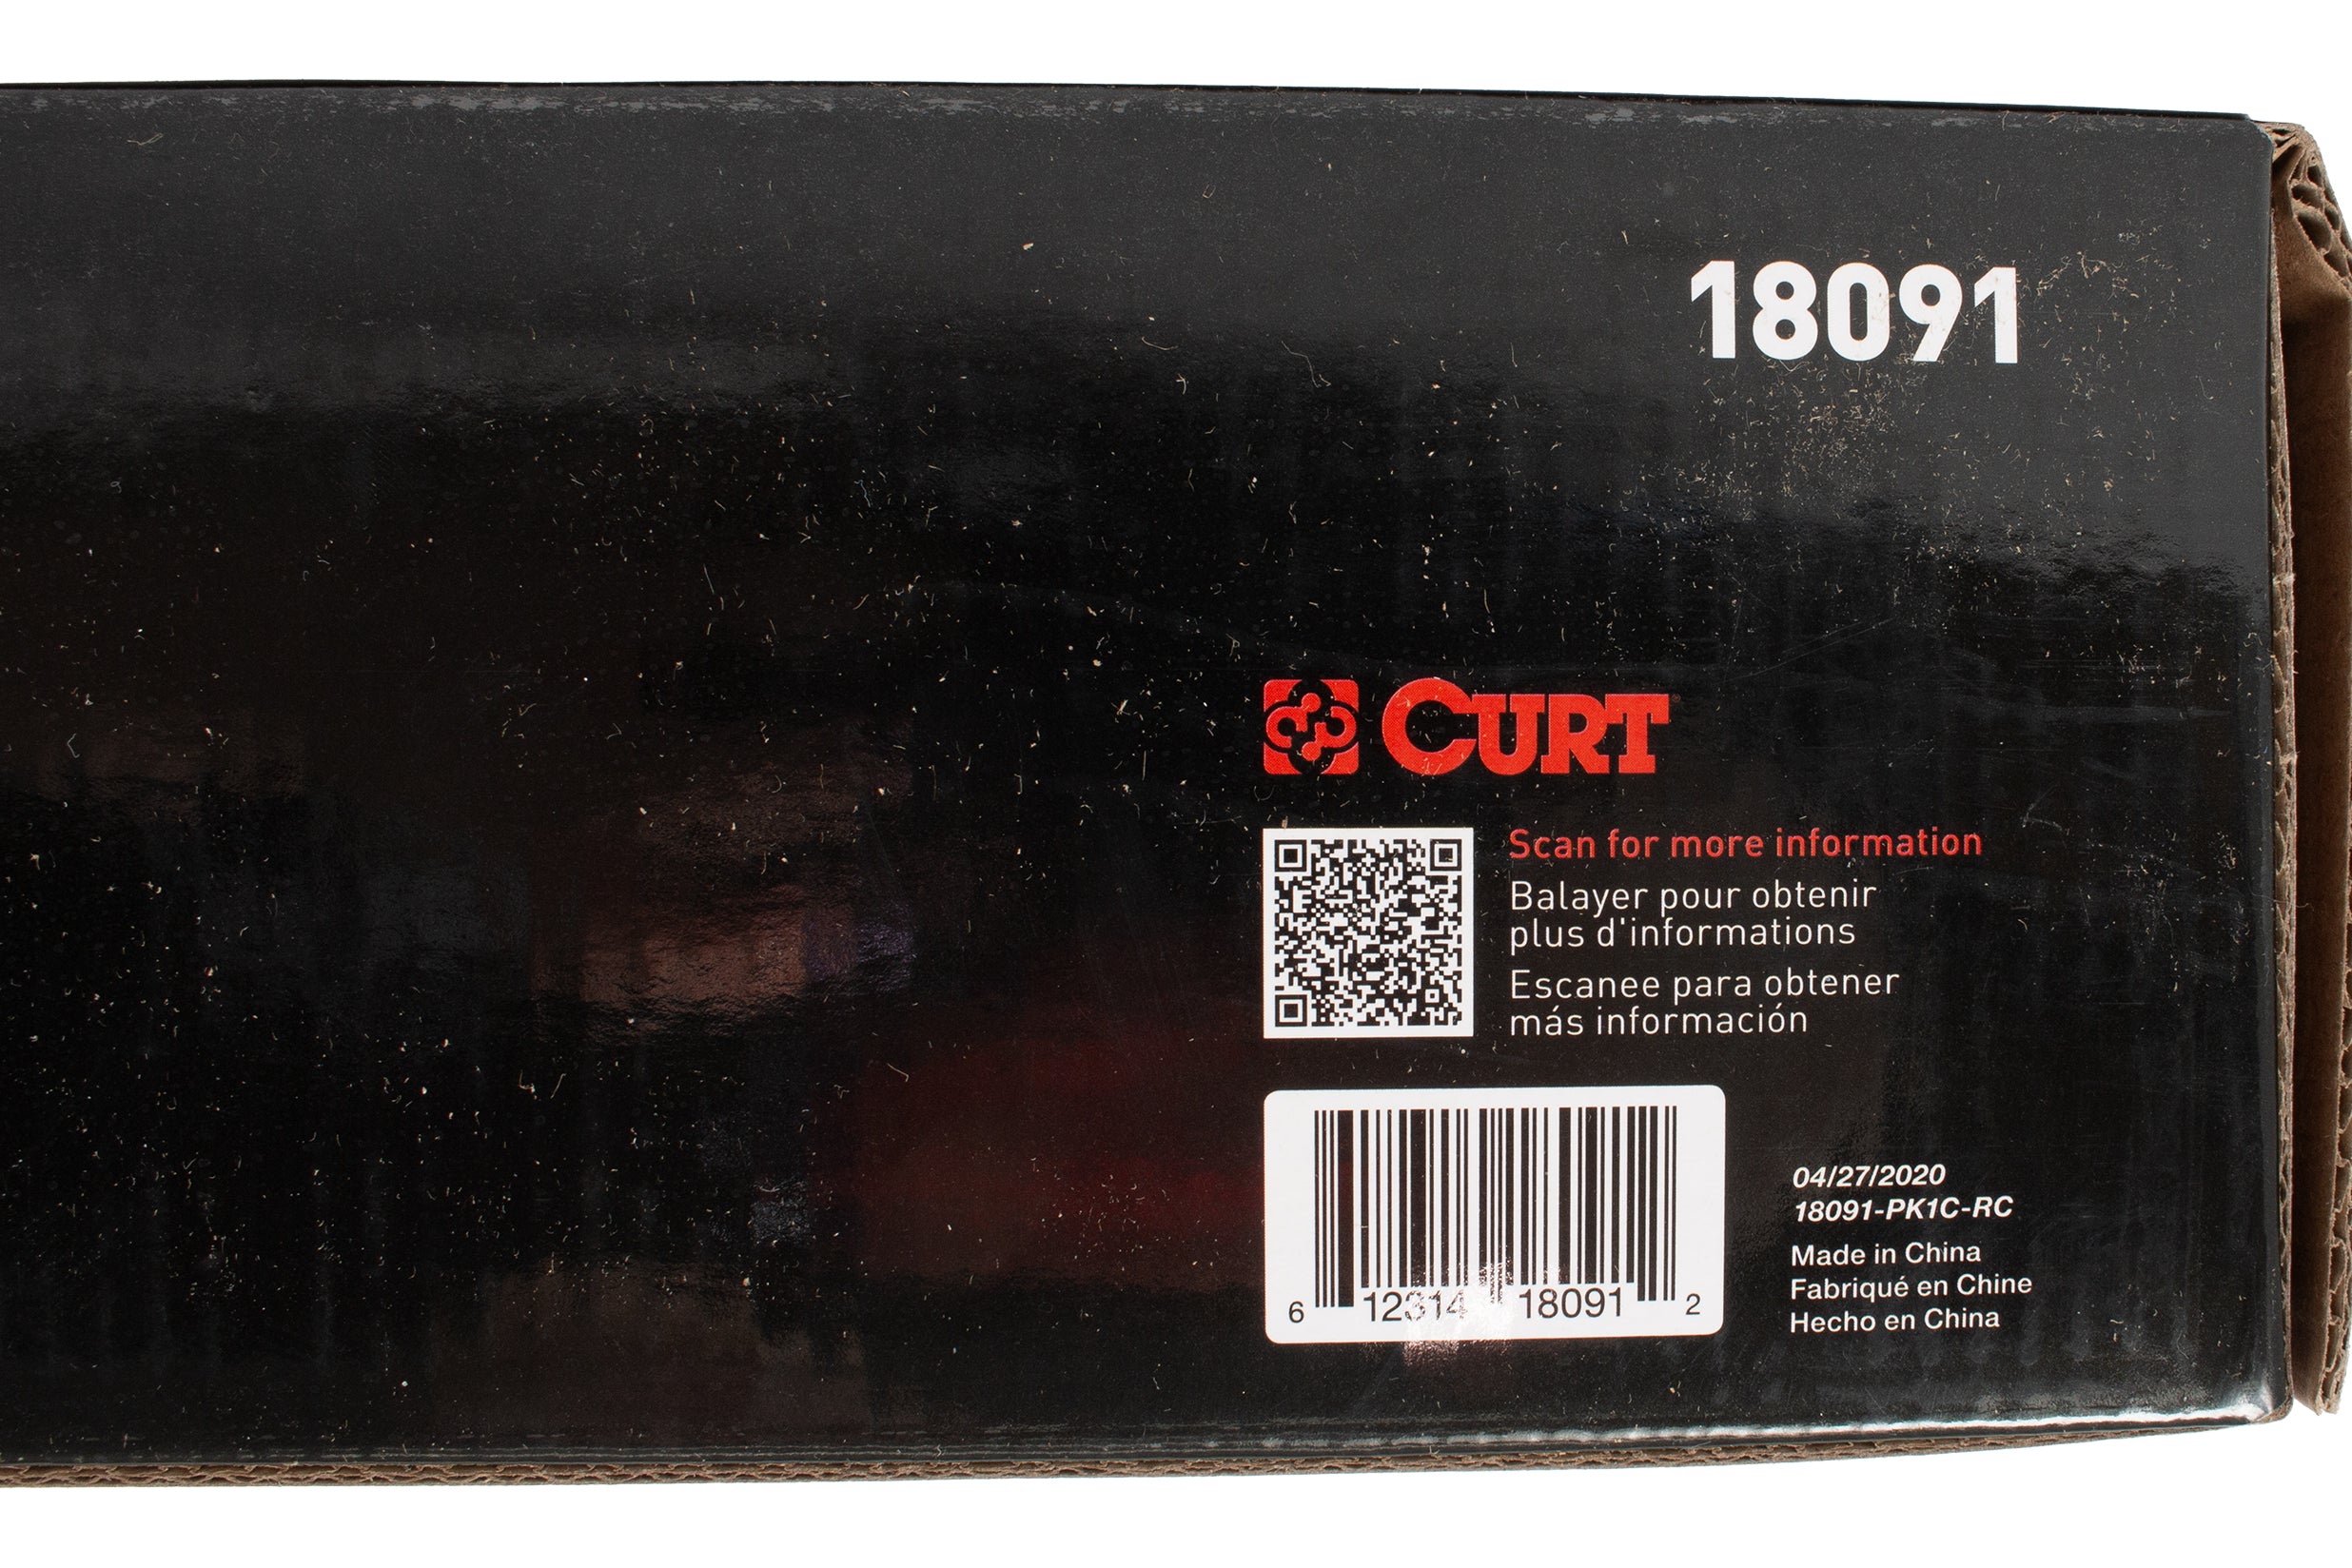 18091
CURT
Scan for more information
Balayer pour obtenir
plus d'informations
Escanee para obtener
más información
6 12314 18091 2
04/27/2020
18091-PK1C-RC
Made in China
Fabriqué en Chine
Hecho en China